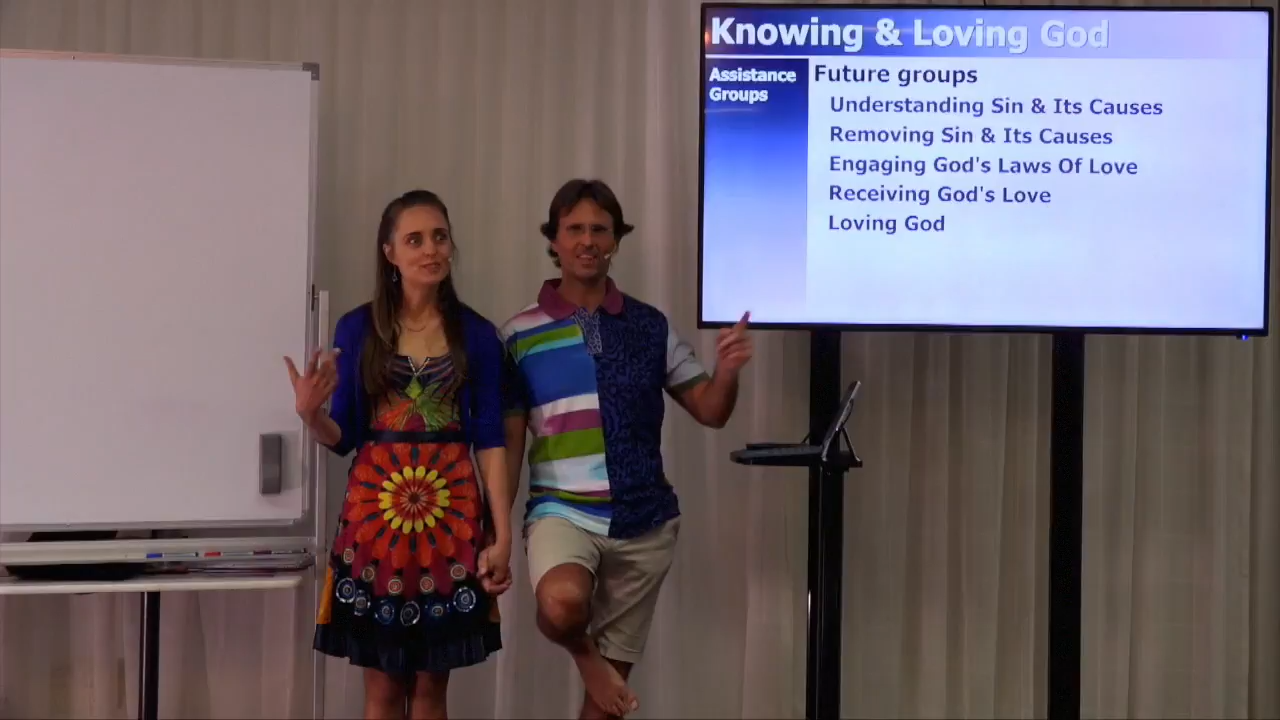 Knowing & Loving God
Assistance
Groups
Future groups
Understanding Sin & Its Causes
Removing Sin & Its Causes
Engaging God's Laws Of Love
Receiving God's Love
Loving God